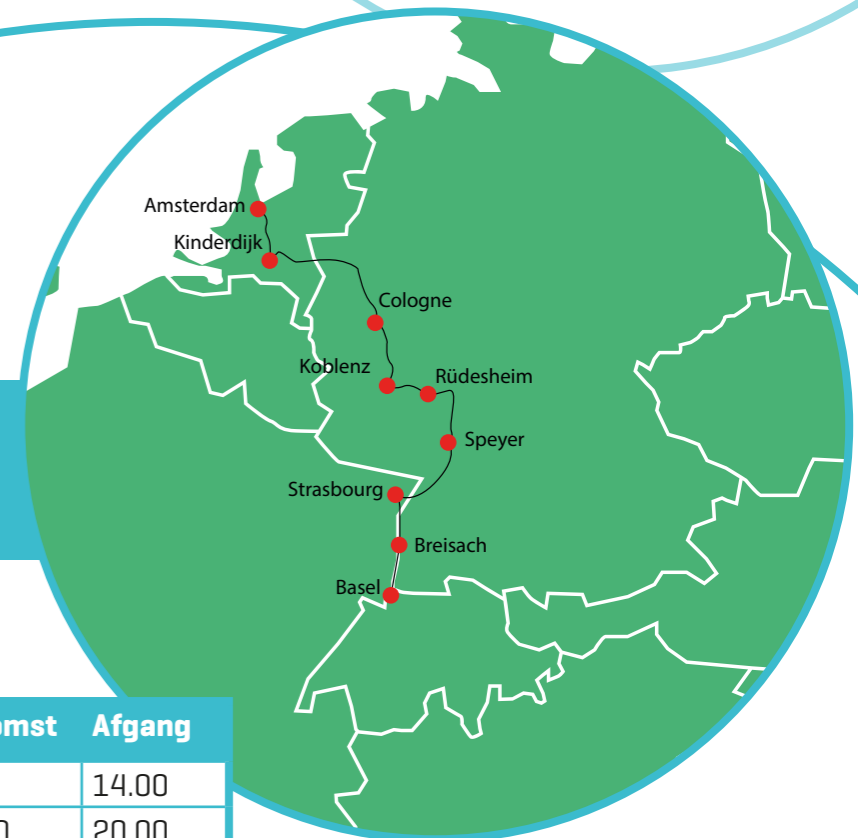 Amsterdam
Kinderdijk
Cologne
Koblenz
Rüdesheim
Speyer
Strasbourg
Breisach
Basel
Afgang
14.00
20.00